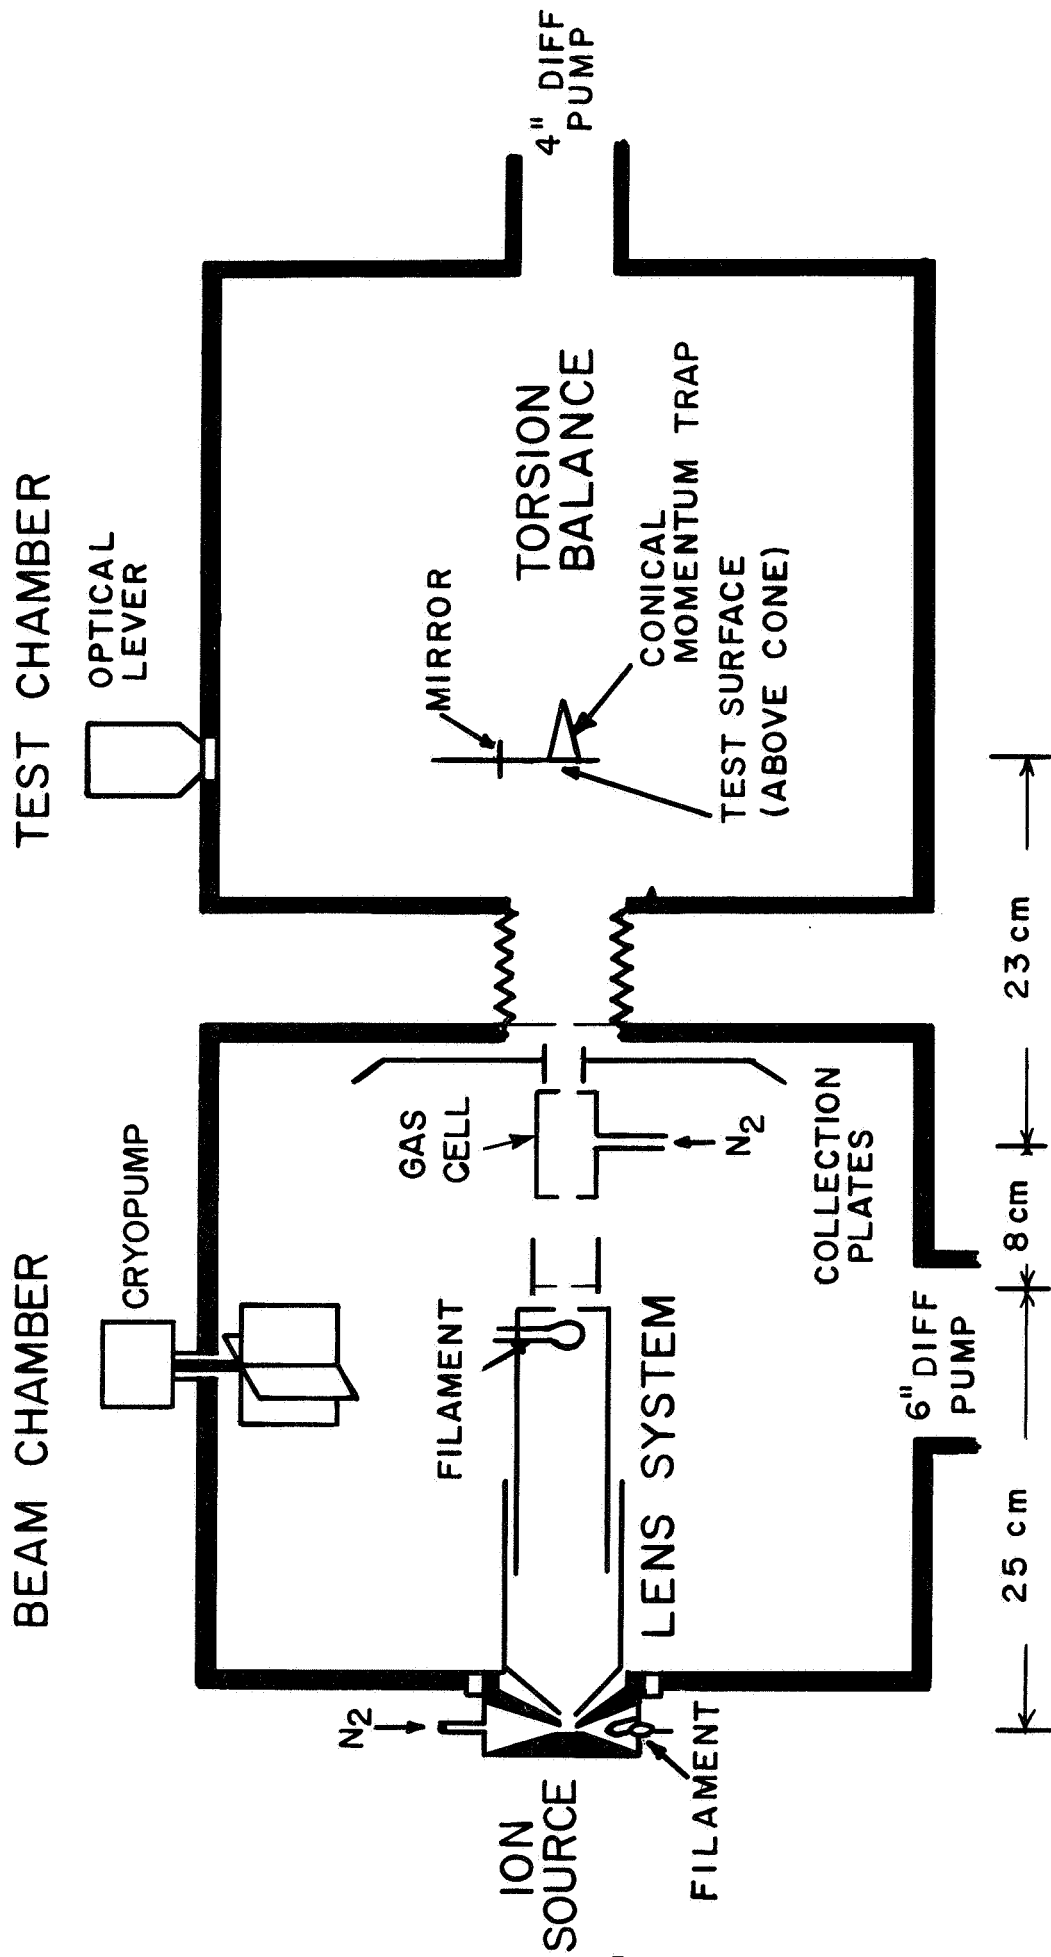 BEAM CHAMBER
TEST CHAMBER
CRYOPUMP
OPTICAL
LEVER
N2
FILAMENT
GAS
CELL
MIRROR
4" DIFF
PUMP
ION
SOURCE
TORSION
BALANCE
FILAMENT
LENS SYSTEM
N2
CONICAL
MOMENTUM TRAP
TEST SURFACE
(ABOVE CONE)
COLLECTION
PLATES
6" DIFF
PUMP
25 cm
8 cm
23 cm